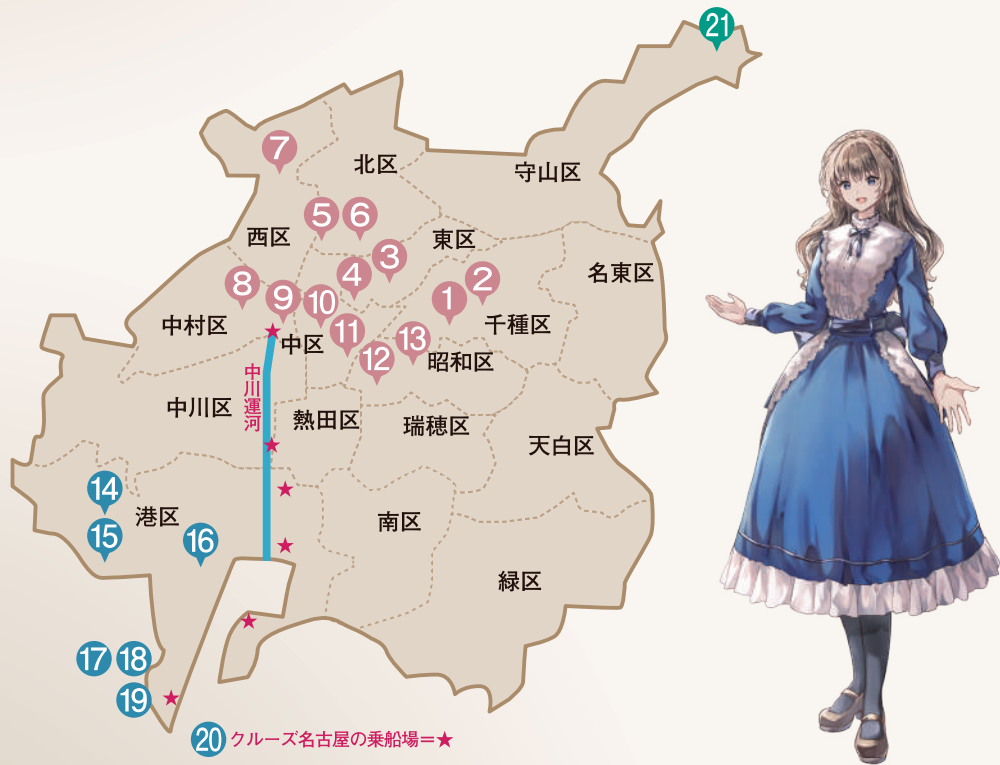 21
7
北区
守山区
5
6
西区
東区
3
4
名東区
8
9
10
1
2
中村区
中区
11
12
13
千種区
昭和区
中川運河
中川区
熱田区
瑞穂区
天白区
14
15
港区
16
南区
緑区
17
18
19
20 クルーズ名古屋の乗船場=★